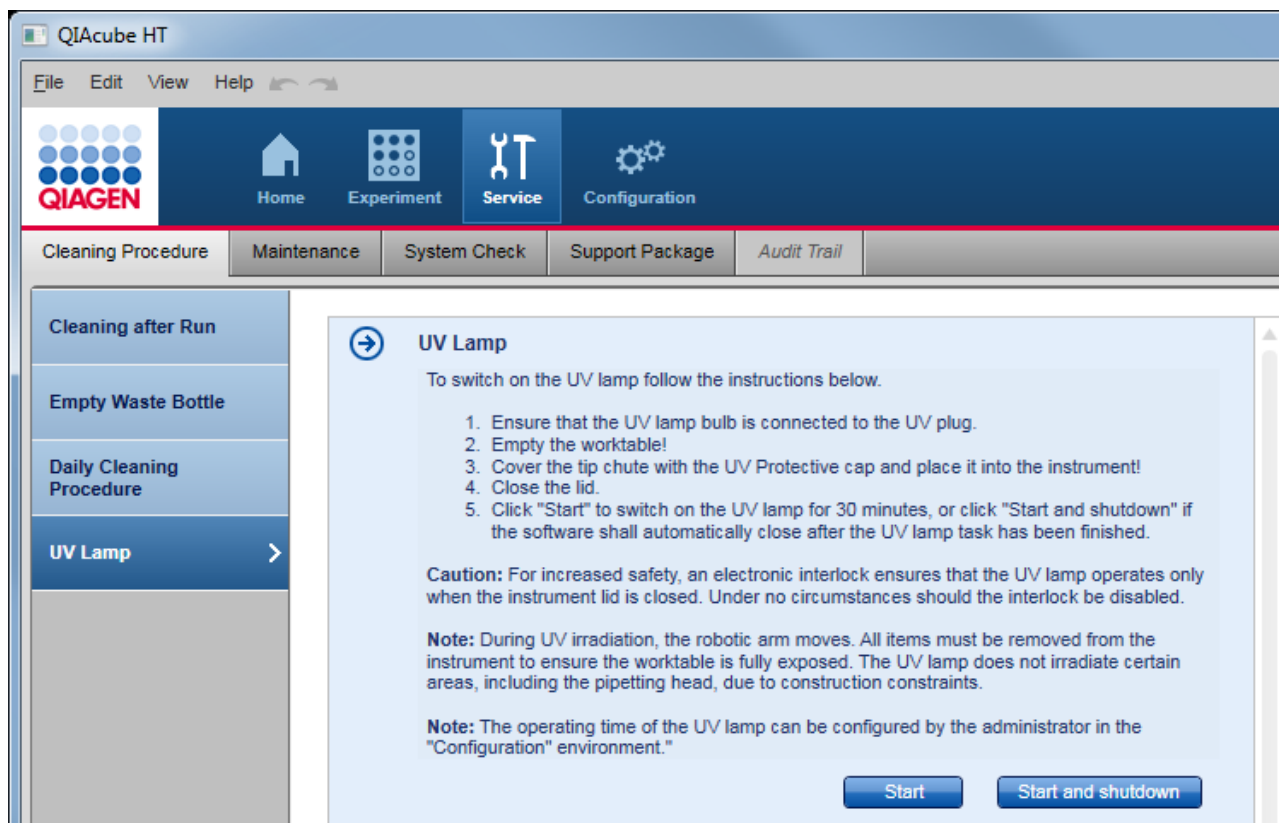 QIAcube HT
File Edit View Help
QIAGEN
Home Experiment Service Configuration
Cleaning Procedure Maintenance System Check Support Package Audit Trail
Cleaning after Run
Empty Waste Bottle
Daily Cleaning
Procedure
UV Lamp
UV Lamp
To switch on the UV lamp follow the instructions below.
1. Ensure that the UV lamp bulb is connected to the UV plug.
2. Empty the worktable!
3. Cover the tip chute with the UV Protective cap and place it into the instrument!
4. Close the lid.
5. Click "Start" to switch on the UV lamp for 30 minutes, or click "Start and shutdown" if
the software shall automatically close after the UV lamp task has been finished.
Caution: For increased safety, an electronic interlock ensures that the UV lamp operates only
when the instrument lid is closed. Under no circumstances should the interlock be disabled.
Note: During UV irradiation, the robotic arm moves. All items must be removed from the
instrument to ensure the worktable is fully exposed. The UV lamp does not irradiate certain
areas, including the pipetting head, due to construction constraints.
Note: The operating time of the UV lamp can be configured by the administrator in the
"Configuration" environment."
Start Start and shutdown